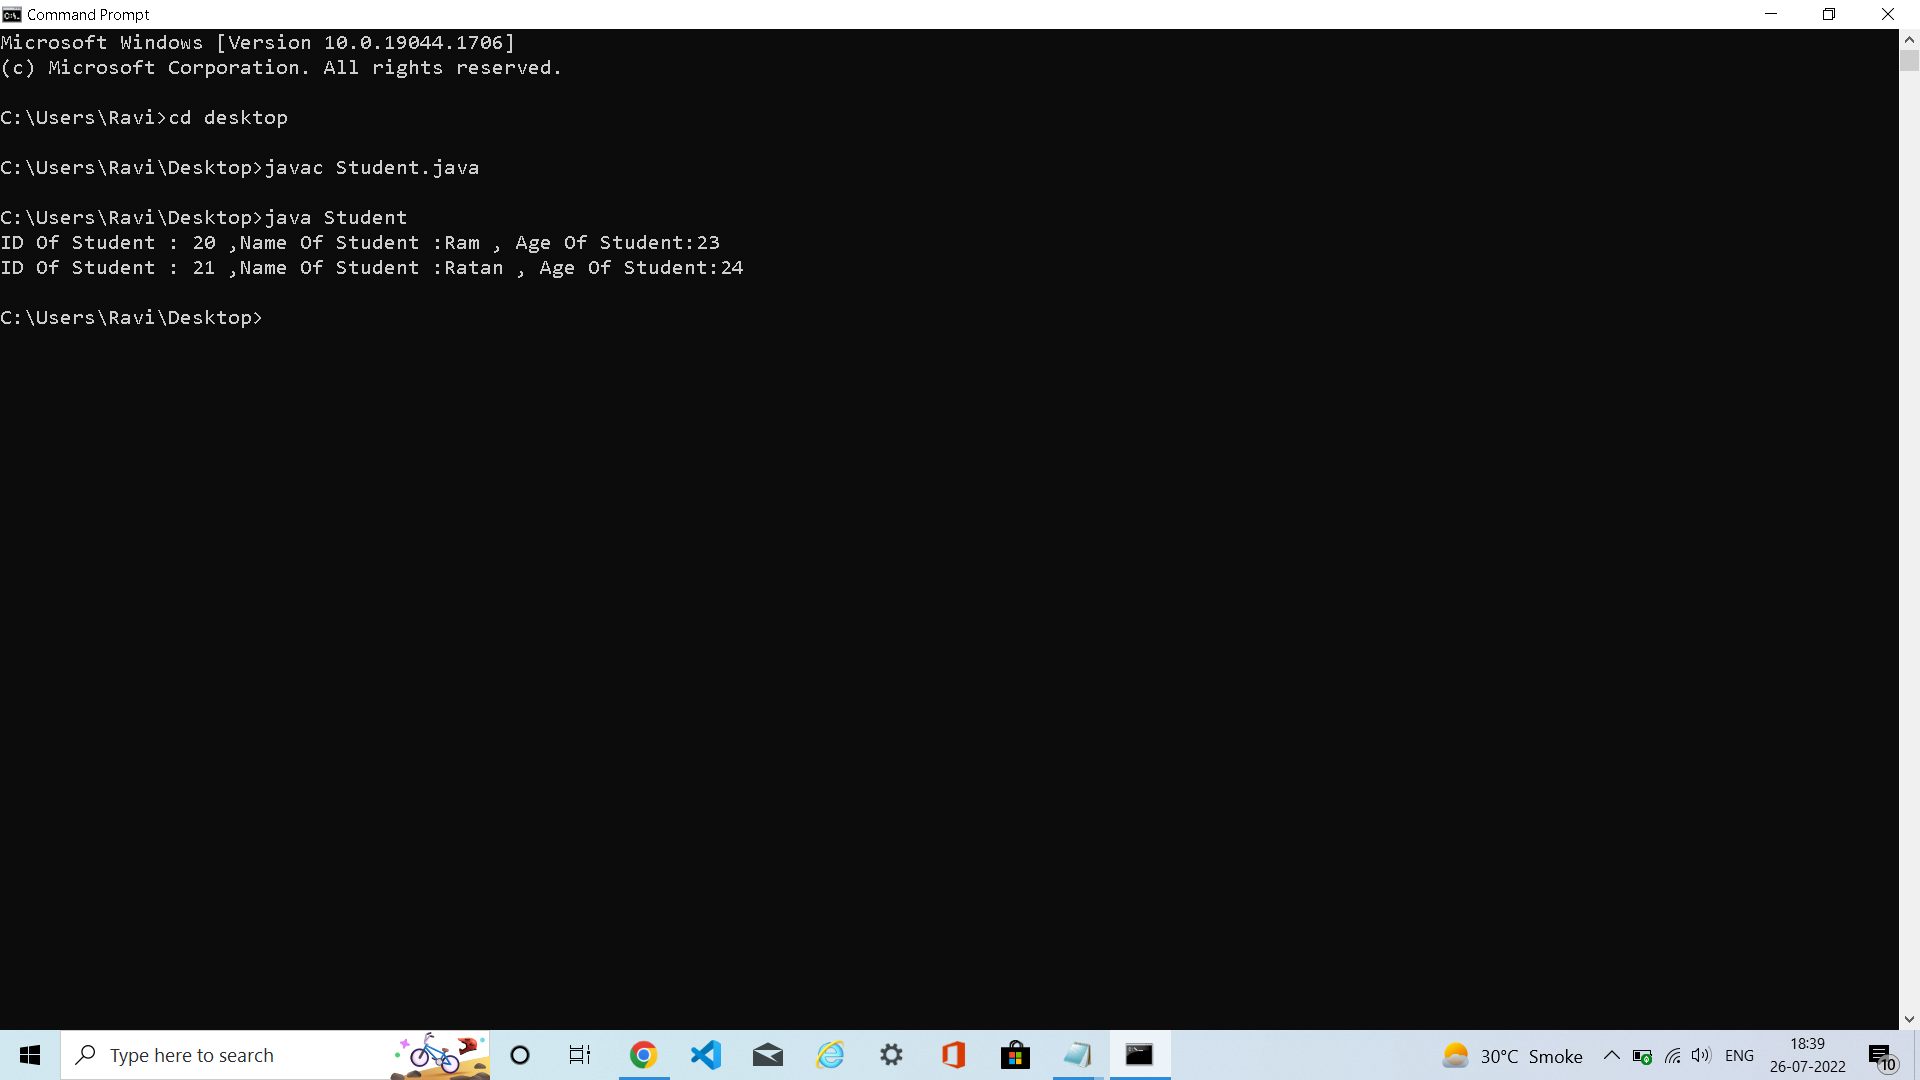 Command Prompt
Microsoft Windows [Version 10.0.19044.1706]
(c) Microsoft Corporation. All rights reserved.
C:\Users\Ravi>cd desktop
C:\Users\Ravi\Desktop>javac Student.java
C:\Users\Ravi\Desktop>java Student
ID Of Student : 20 ,Name Of Student :Ram , Age Of Student:23
ID Of Student : 21 ,Name Of Student :Ratan , Age Of Student:24
C:\Users\Ravi\Desktop>
Type here to search
30°C Smoke
ENG
18:39
26-07-2022
10